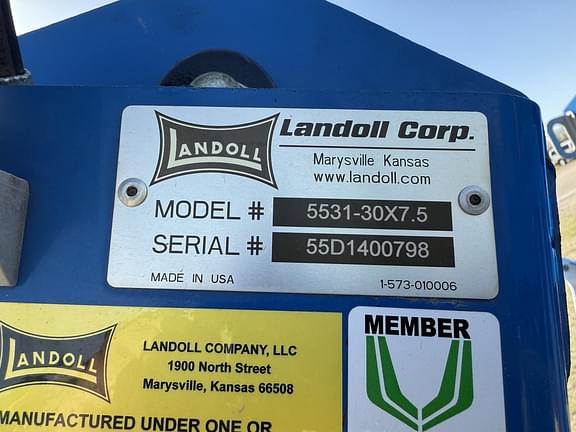 LANDOLL
Landoll Corp.
Marysville Kansas
www.landoll.com
MODEL # 5531-30X7.5
SERIAL # 55D1400798
MADE IN USA 1-573-010006
LANDOLL
LANDOLL COMPANY, LLC
1900 North Street
Marysville, Kansas 66508
MANUFACTURED UNDER ONE OR
MEMBER